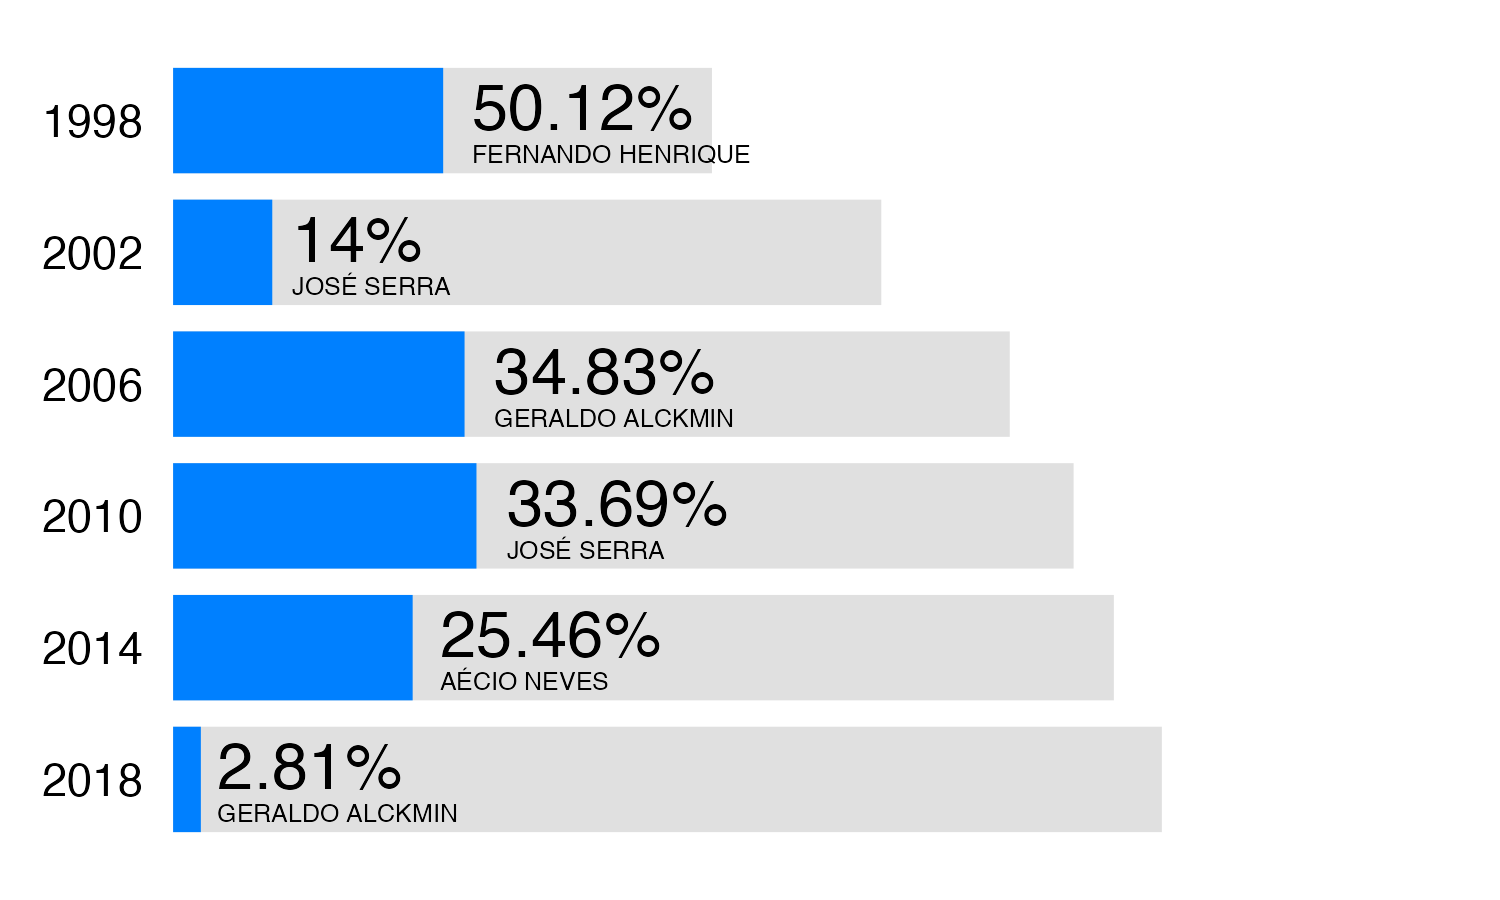 1998
50.12%
FERNANDO HENRIQUE
2002
14%
JOSÉ SERRA
2006
34.83%
GERALDO ALCKMIN
2010
33.69%
JOSÉ SERRA
2014
25.46%
AÉCIO NEVES
2018
2.81%
GERALDO ALCKMIN